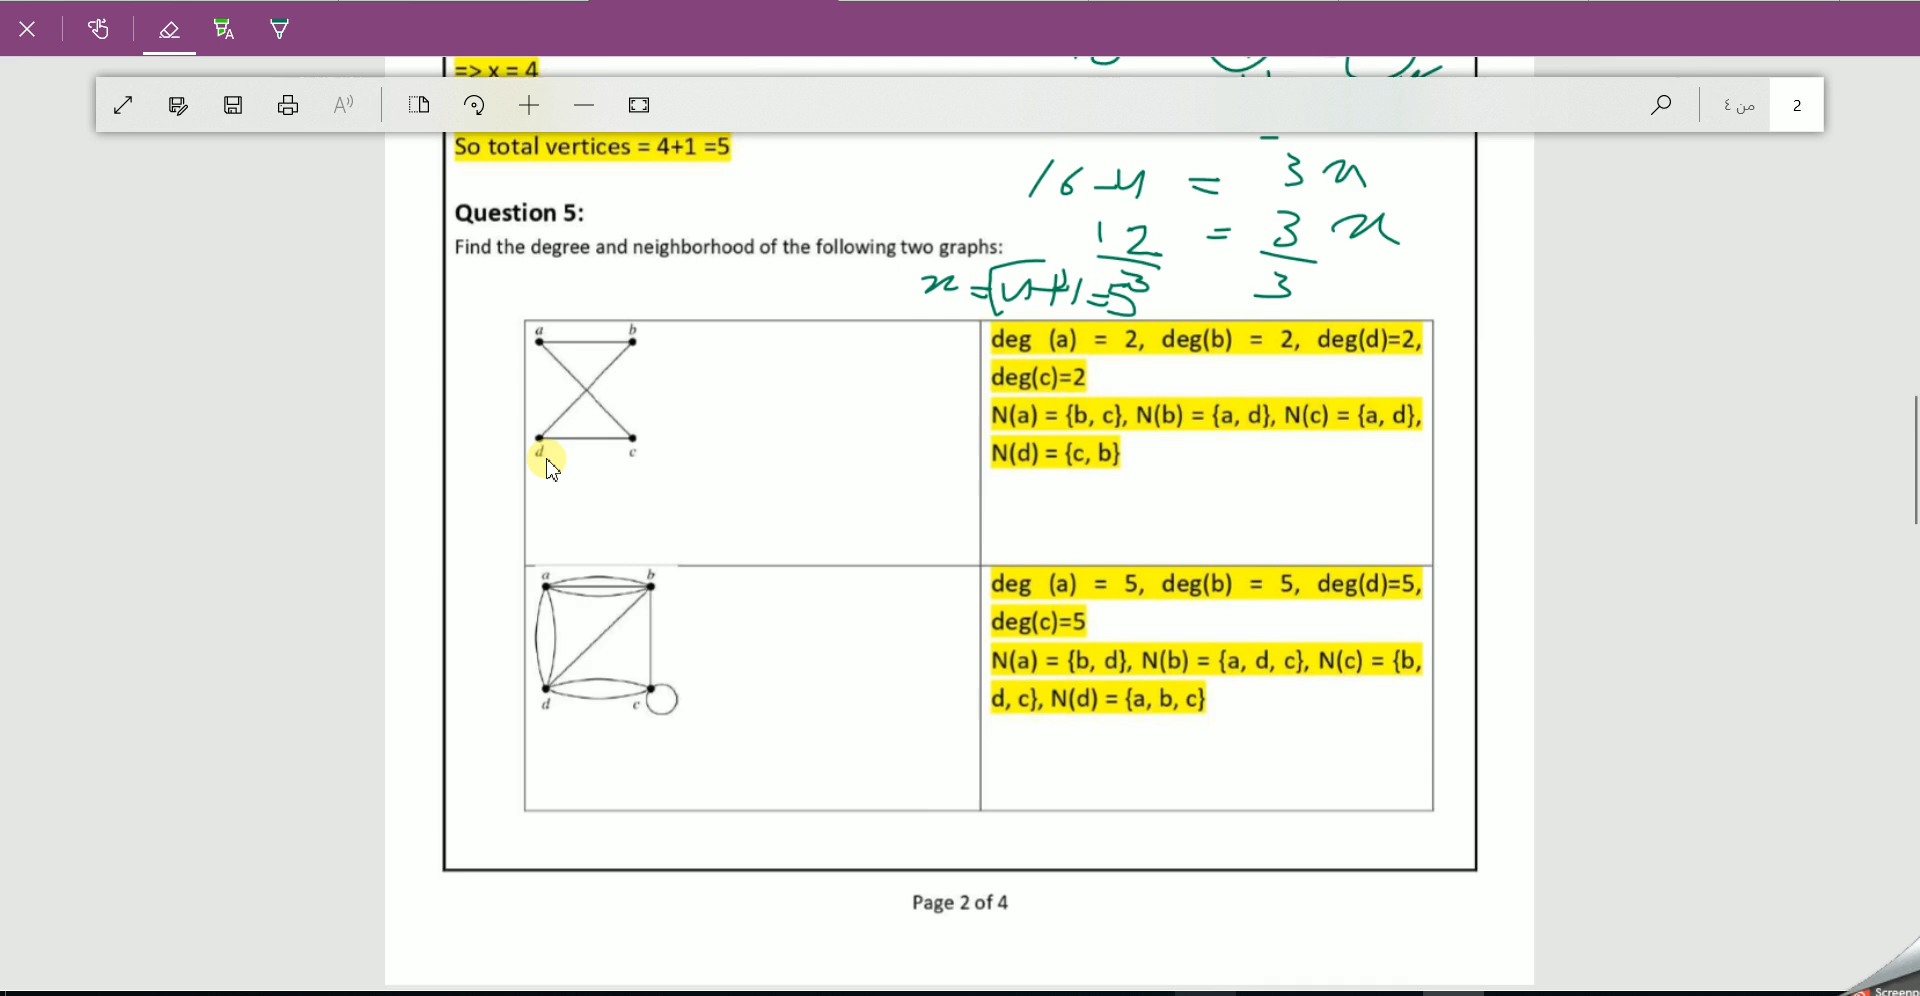 => x = 4
من ٤
2
So total vertices = 4+1 =5
16-4 = 3x
Question 5:
12 = 3 x
Find the degree and neighborhood of the following two graphs:
3 3
x = 4+1=5
a b
deg (a) = 2, deg(b) = 2, deg(d)=2,
deg(c)=2
N(a) = {b, c}, N(b) = {a, d}, N(c) = {a, d},
d c
N(d) = {c, b}
a b
deg (a) = 5, deg(b) = 5, deg(d)=5,
deg(c)=5
N(a) = {b, d}, N(b) = {a, d, c}, N(c) = {b,
d c
d, c}, N(d) = {a, b, c}
Page 2 of 4